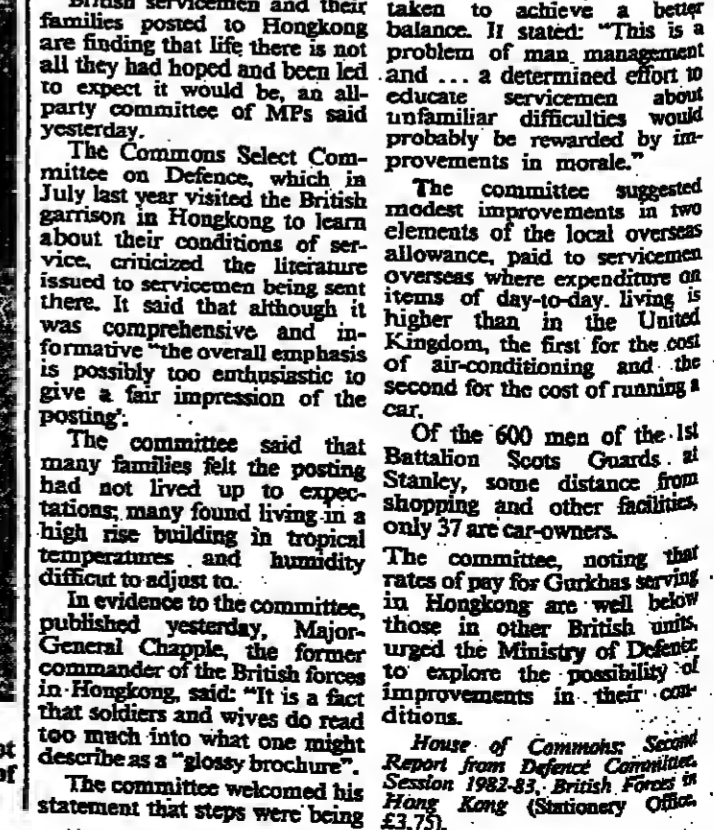 British servicemen and their
families posted to Hongkong
are finding that life there is not
all they had hoped and been led
to expect it would be, an all-
party committee of MPs said
yesterday.
The Commons Select Com-
mittee on Defence, which in
July last year visited the British
garrison in Hongkong to learn
about their conditions of ser-
vice, criticized the literature
issued to servicemen being sent
there. It said that although it
was comprehensive and in-
formative "the overall emphasis
is possibly too enthusiastic to
give a fair impression of the
posting".
The committee said that
many families felt the posting
had not lived up to expec-
tations; many found living in a
high rise building in tropical
temperatures and humidity
difficut to adjust to.
In evidence to the committee,
published yesterday, Major-
General Chapple, the former
commander of the British forces
in Hongkong, said: "It is a fact
that soldiers and wives do read
too much into what one might
describe as a "glossy brochure".
The committee welcomed his
statement that steps were being
taken to achieve a better
balance. It stated: "This is a
problem of man management
and ... a determined effort to
educate servicemen about
unfamiliar difficulties would
probably be rewarded by im-
provements in morale."
The committee suggested
modest improvements in two
elements of the local overseas
allowance, paid to servicemen
overseas where expenditure on
items of day-to-day living is
higher than in the United
Kingdom, the first for the cost
of air-conditioning and the
second for the cost of running a
car.
Of the 600 men of the 1st
Battalion Scots Guards at
Stanley, some distance from
shopping and other facilities,
only 37 are car-owners.
The committee, noting that
rates of pay for Gurkhas serving
in Hongkong are well below
those in other British units,
urged the Ministry of Defence
to explore the possibility of
improvements in their con-
ditions.
House of Commons: Second
Report from Defence Committee,
Session 1982-83, British Forces in
Hong Kong (Stationery Office,
£3.75).